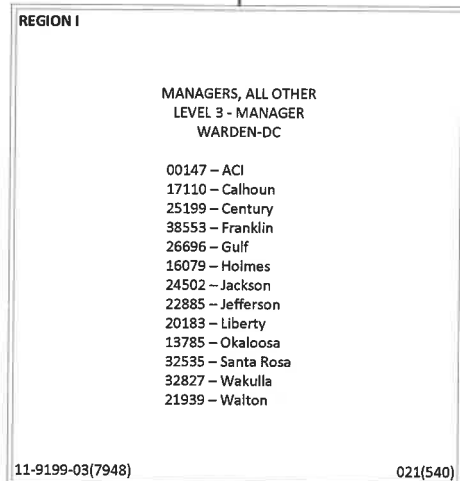 REGION I
MANAGERS, ALL OTHER
LEVEL 3 - MANAGER
WARDEN-DC
00147 – ACI
17110 – Calhoun
25199 – Century
38553 – Franklin
26696 – Gulf
16079 – Holmes
24502 – Jackson
22885 – Jefferson
20183 – Liberty
13785 – Okaloosa
32535 – Santa Rosa
32827 – Wakulla
21939 – Walton
11-9199-03(7948) 021(540)